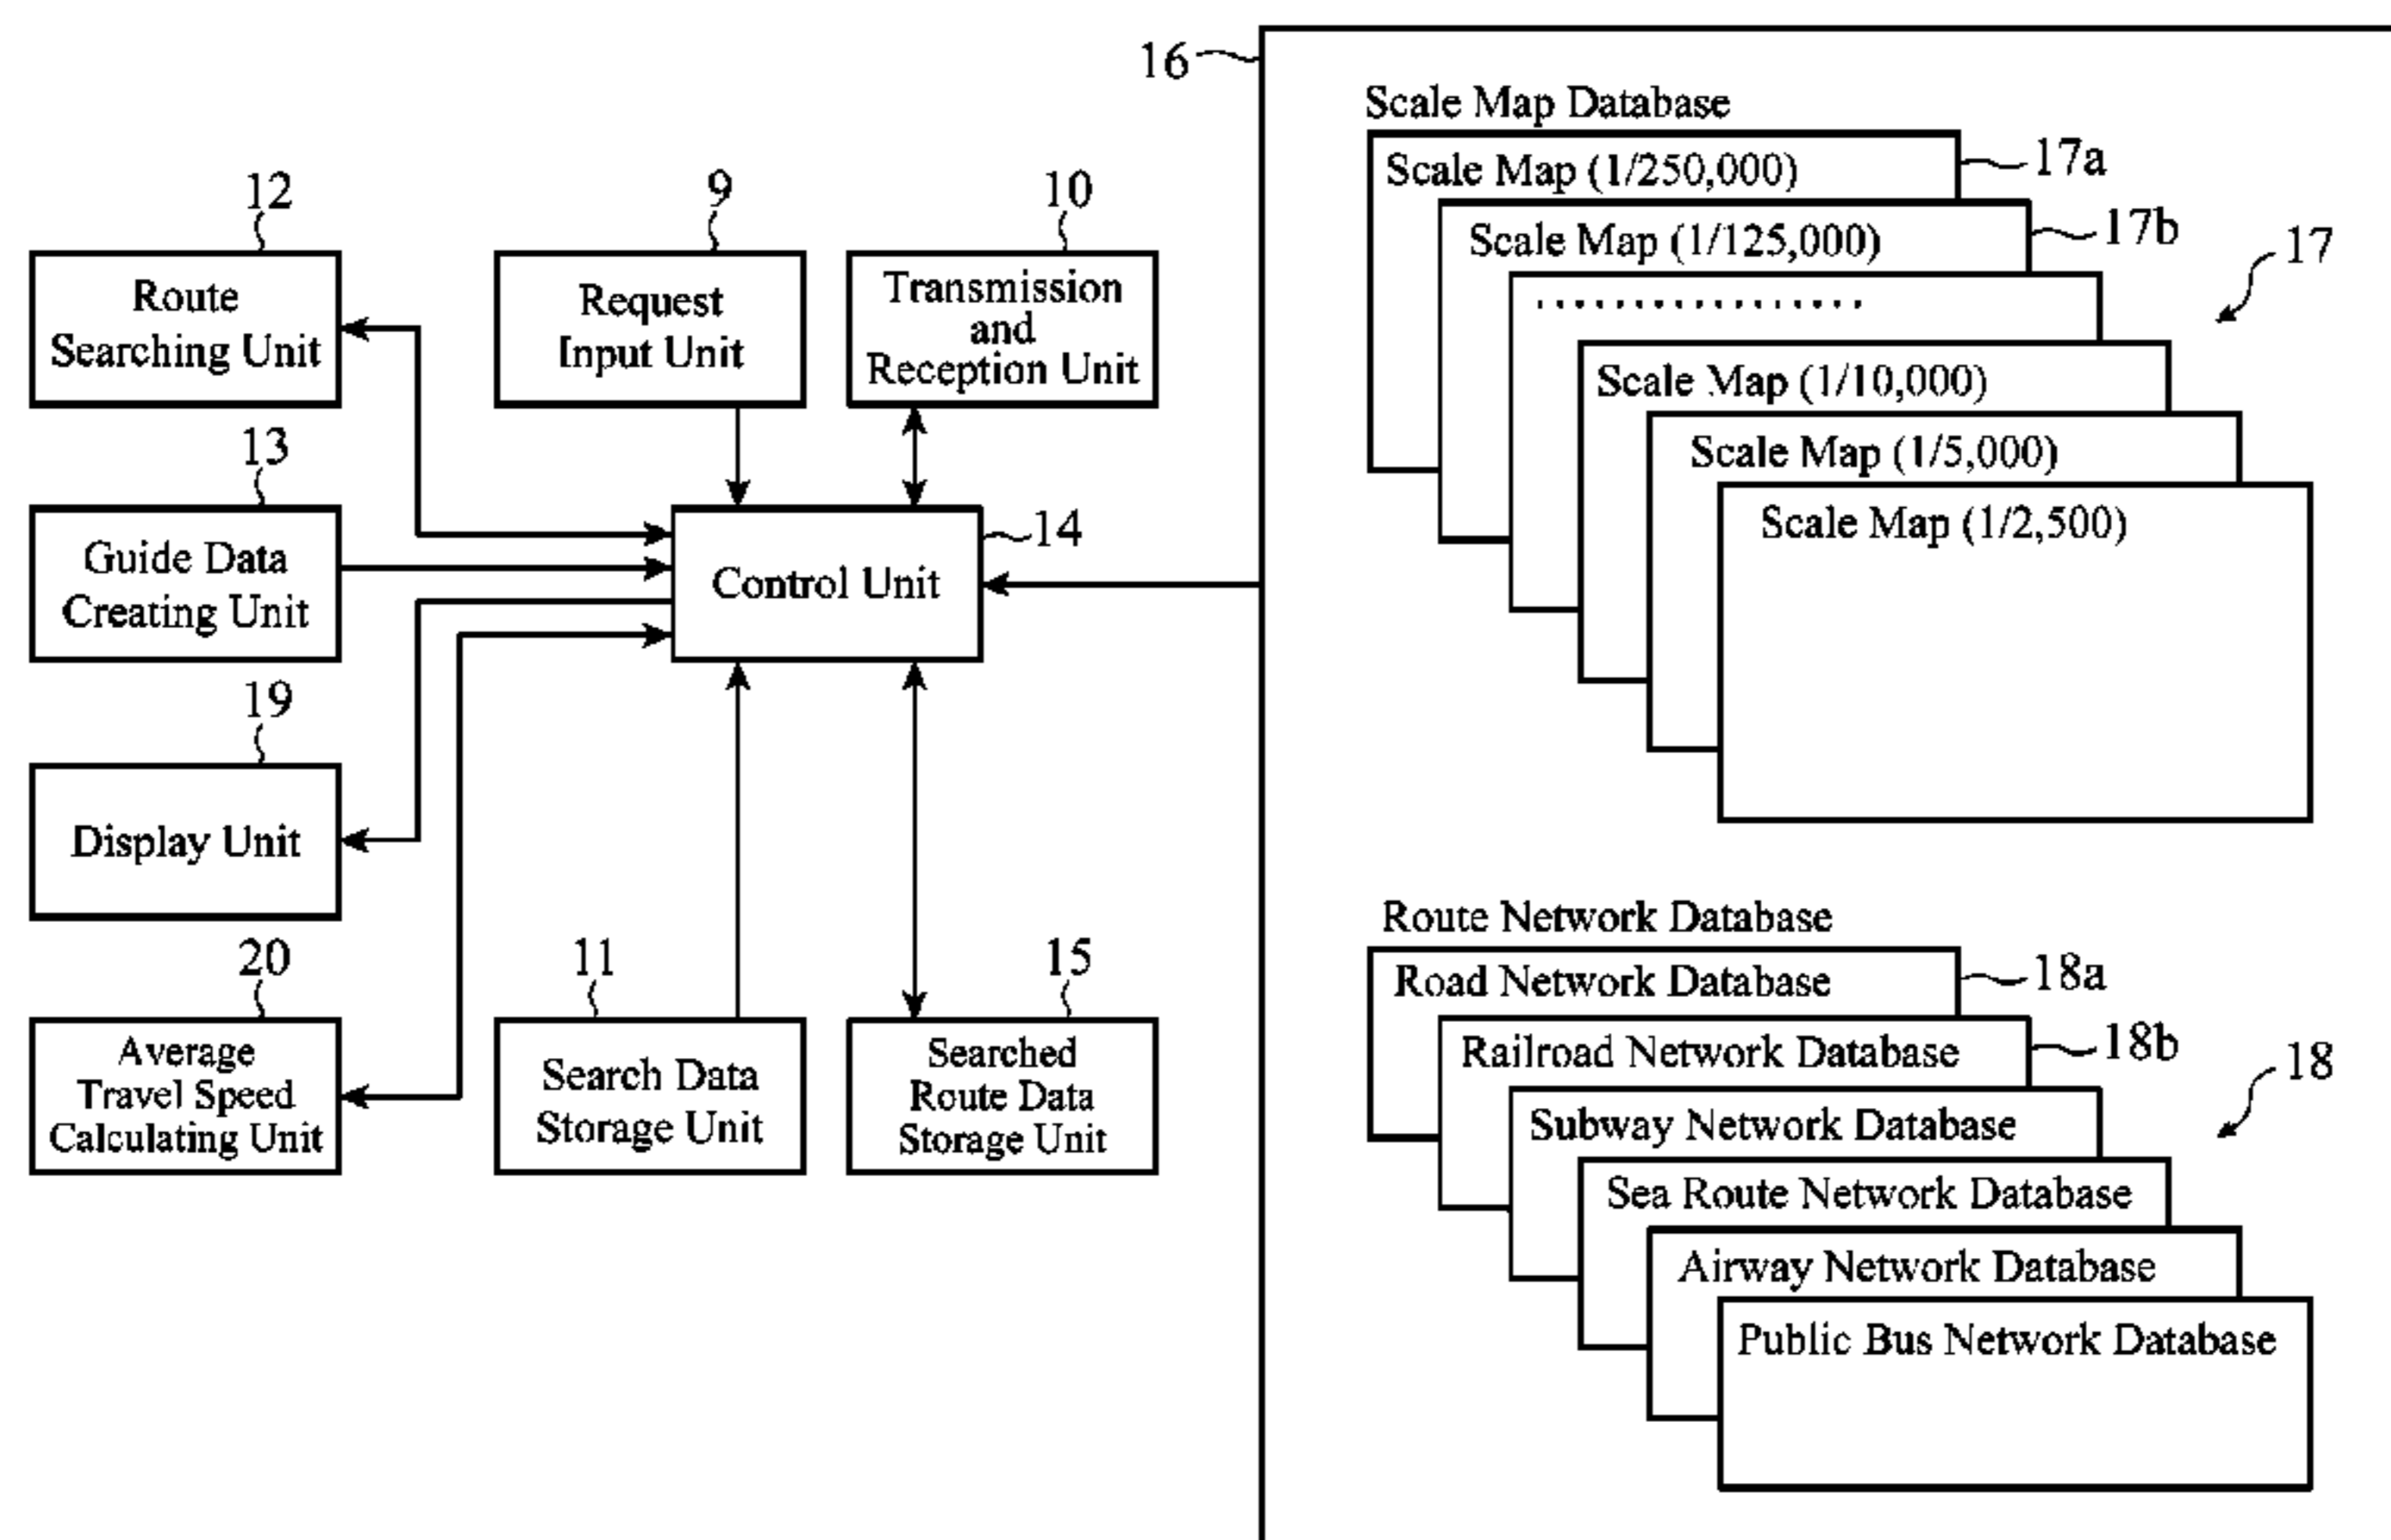 16
Scale Map Database
Scale Map (1/250,000)
17a
Scale Map (1/125,000)
17b
17
.................
Scale Map (1/10,000)
Scale Map (1/5,000)
Scale Map (1/2,500)
12
Route
Searching Unit
9
Request
Input Unit
10
Transmission
and
Reception Unit
13
Guide Data
Creating Unit
14
Control Unit
19
Display Unit
20
Average
Travel Speed
Calculating Unit
11
Search Data
Storage Unit
15
Searched
Route Data
Storage Unit
Route Network Database
Road Network Database
18a
Railroad Network Database
18b
18
Subway Network Database
Sea Route Network Database
Airway Network Database
Public Bus Network Database